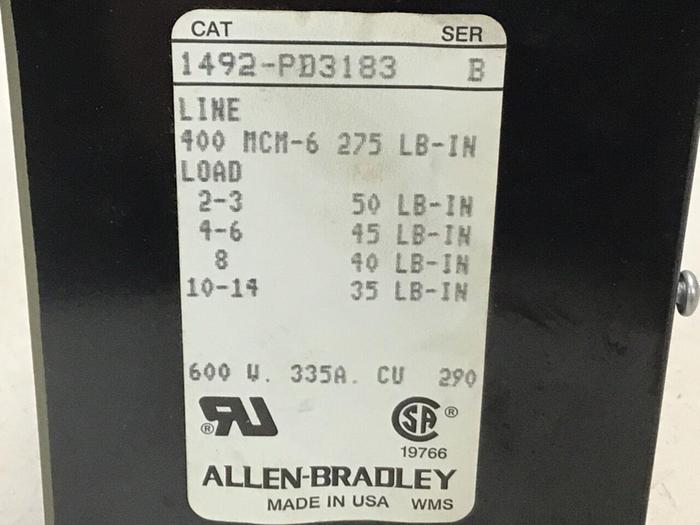 CAT SER
1492-PD3183 B
LINE
400 MCM-6 275 LB-IN
LOAD
2-3 50 LB-IN
4-6 45 LB-IN
8 40 LB-IN
10-14 35 LB-IN
600 V. 335A. CU 290
®RU SA®
19766
ALLEN-BRADLEY
MADE IN USA WMS